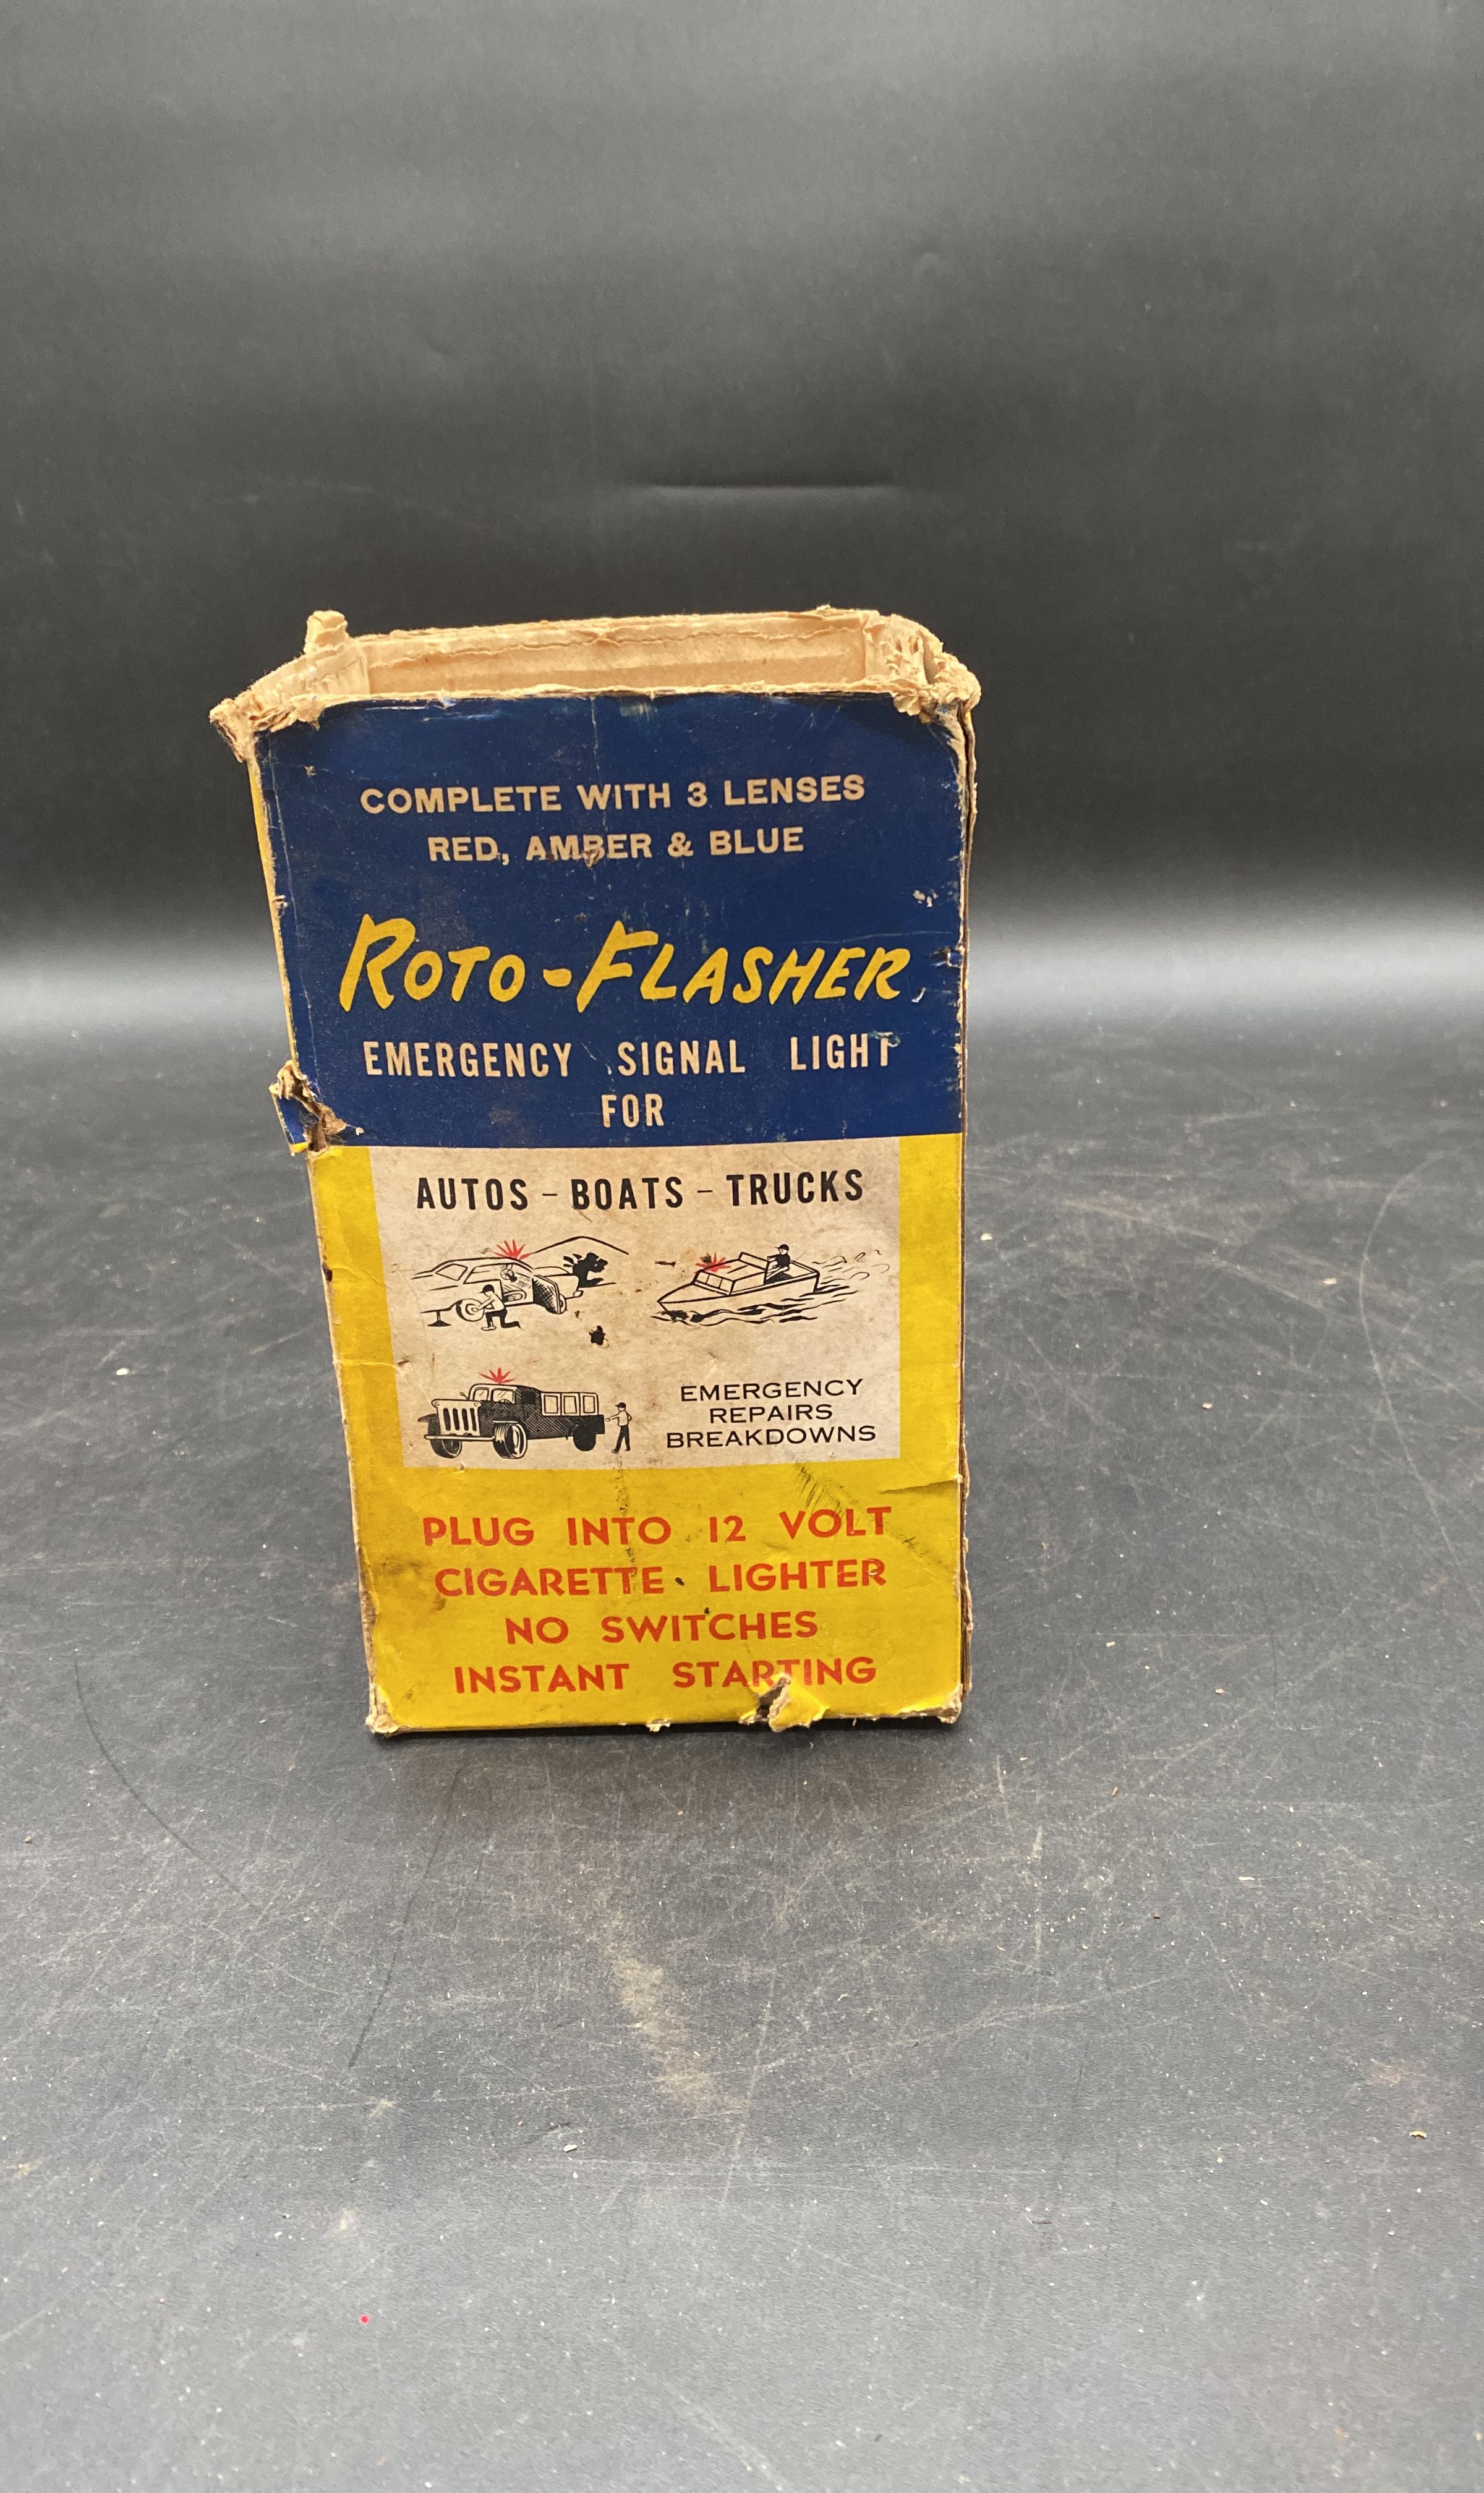 COMPLETE WITH 3 LENSES
RED, AMBER & BLUE
ROTO-FLASHER
EMERGENCY SIGNAL LIGHT
FOR
AUTOS - BOATS - TRUCKS
EMERGENCY
REPAIRS
BREAKDOWNS
PLUG INTO 12 VOLT
CIGARETTE LIGHTER
NO SWITCHES
INSTANT STARTING